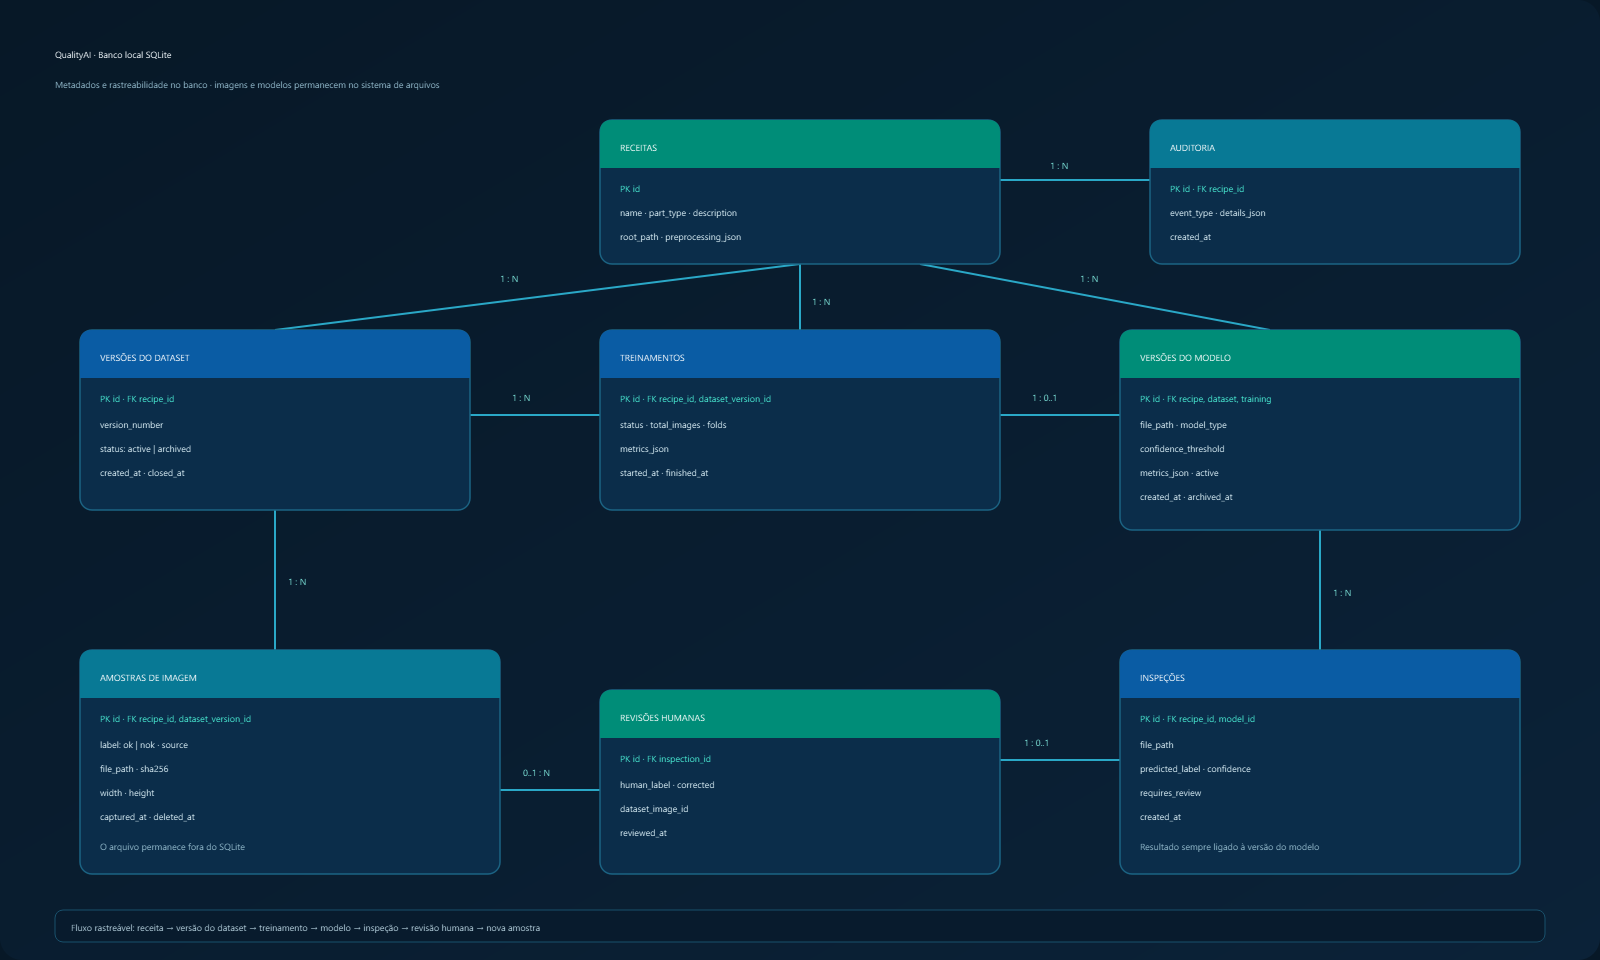 QualityAI · Banco local SQLite
Metadados e rastreabilidade no banco · imagens e modelos permanecem no sistema de arquivos
RECEITAS
PK id
name · part_type · description
root_path · preprocessing_json
1 : N
AUDITORIA
PK id · FK recipe_id
event_type · details_json
created_at
1 : N
1 : N
1 : N
VERSÕES DO DATASET
PK id · FK recipe_id
version_number
status: active | archived
created_at · closed_at
1 : N
TREINAMENTOS
PK id · FK recipe_id, dataset_version_id
status · total_images · folds
metrics_json
started_at · finished_at
1 : 0..1
VERSÕES DO MODELO
PK id · FK recipe, dataset, training
file_path · model_type
confidence_threshold
metrics_json · active
created_at · archived_at
1 : N
1 : N
AMOSTRAS DE IMAGEM
PK id · FK recipe_id, dataset_version_id
label: ok | nok · source
file_path · sha256
width · height
captured_at · deleted_at
O arquivo permanece fora do SQLite
0..1 : N
REVISÕES HUMANAS
PK id · FK inspection_id
human_label · corrected
dataset_image_id
reviewed_at
1 : 0..1
INSPEÇÕES
PK id · FK recipe_id, model_id
file_path
predicted_label · confidence
requires_review
created_at
Resultado sempre ligado à versão do modelo
Fluxo rastreável: receita → versão do dataset → treinamento → modelo → inspeção → revisão humana → nova amostra